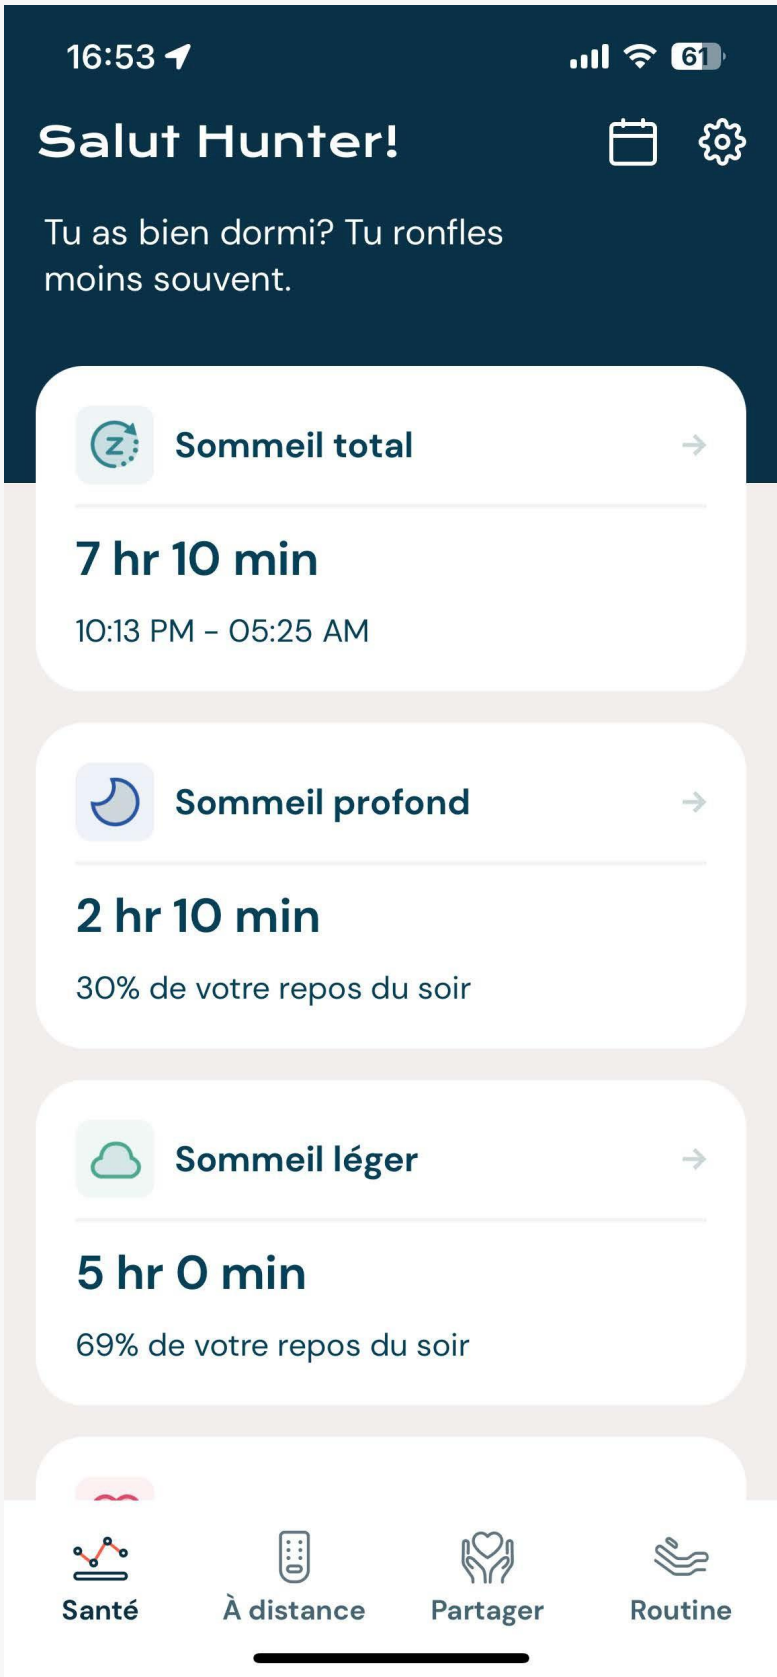 16:53
61
Salut Hunter!
Tu as bien dormi? Tu ronfles
moins souvent.
Z
Sommeil total
7 hr 10 min
10:13 PM – 05:25 AM
Sommeil profond
2 hr 10 min
30% de votre repos du soir
Sommeil léger
5 hr 0 min
69% de votre repos du soir
Santé
À distance
Partager
Routine